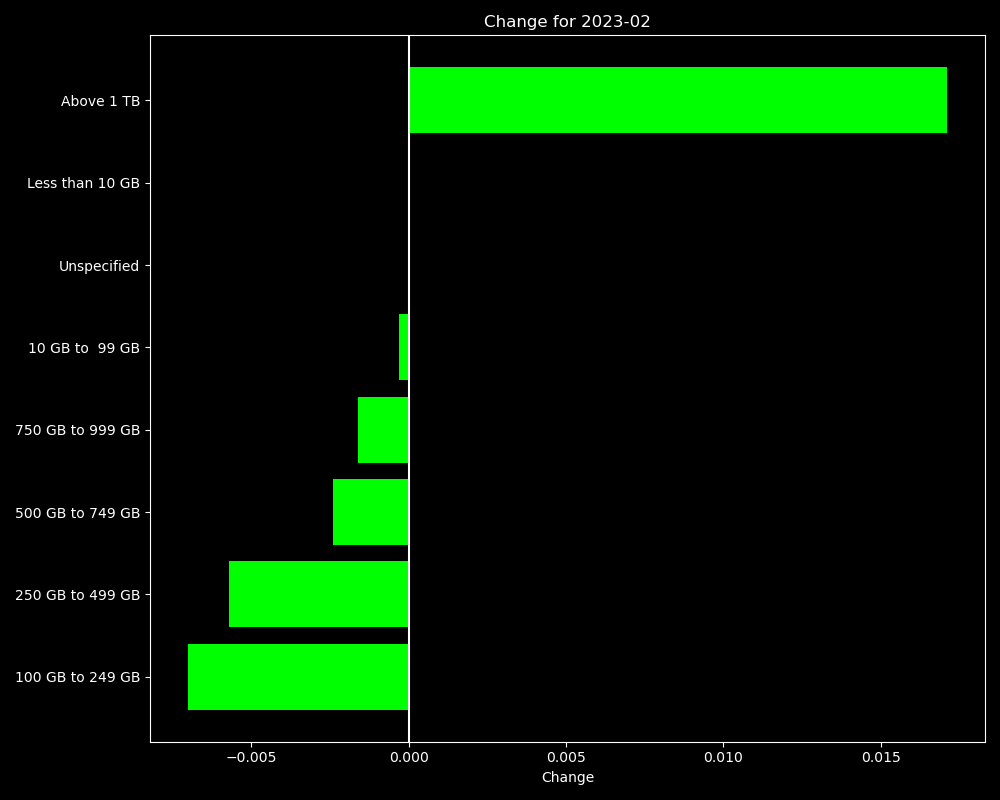 Change for 2023-02
Above 1 TB
Less than 10 GB
Unspecified
10 GB to  99 GB
750 GB to 999 GB
500 GB to 749 GB
250 GB to 499 GB
100 GB to 249 GB
−0.005 0.000 0.005 0.010 0.015
Change